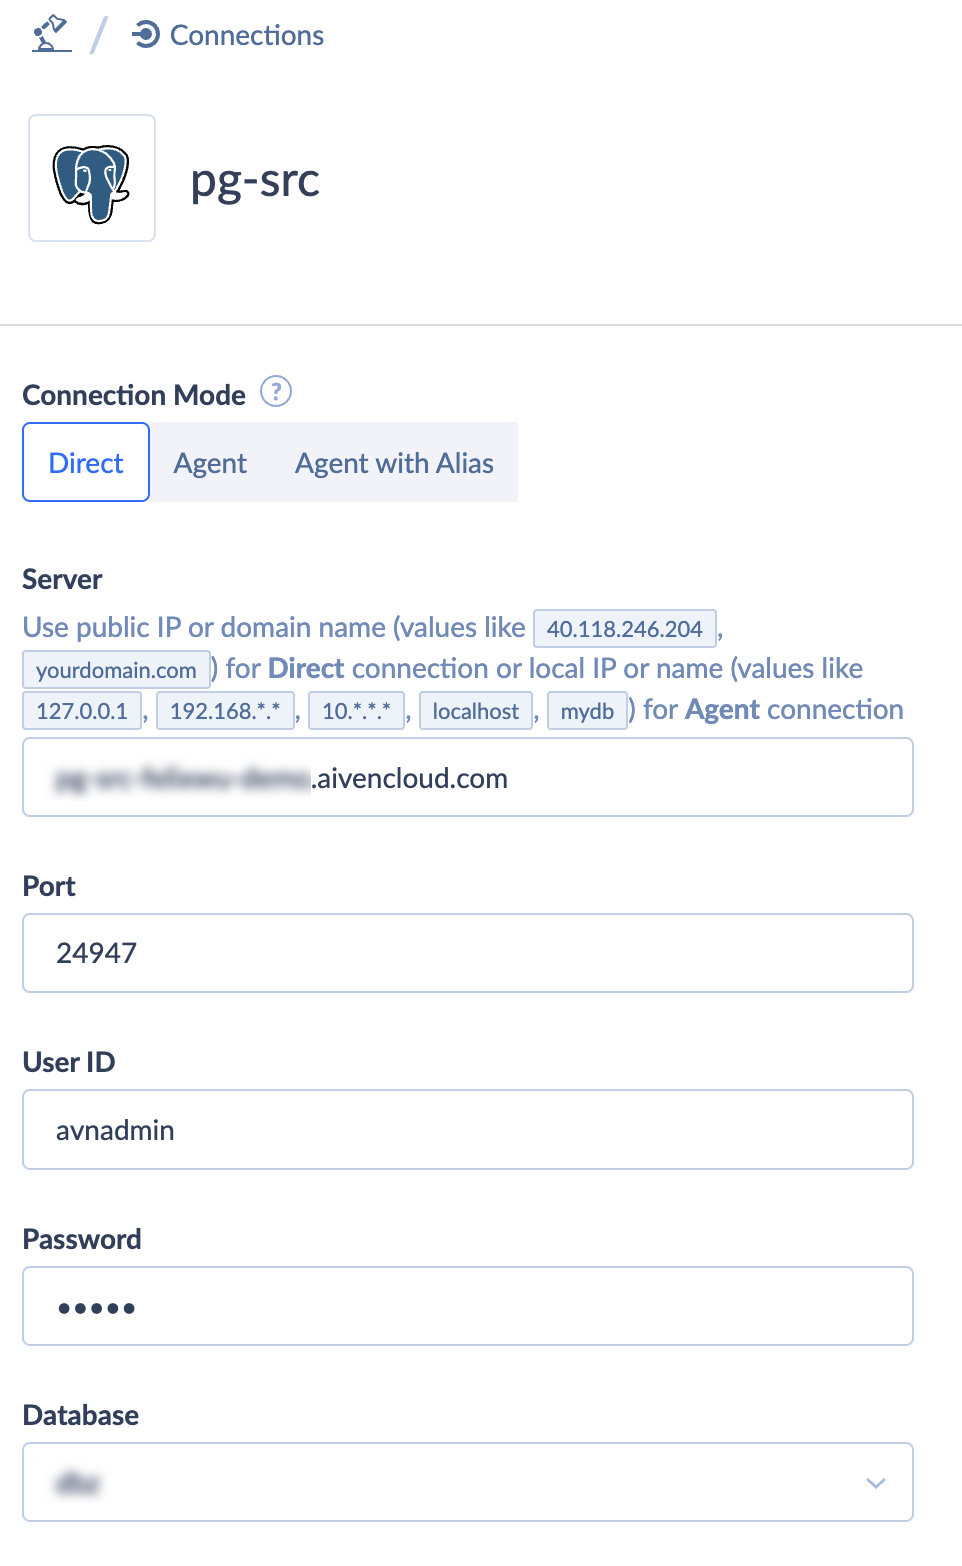 Connections
pg-src
Connection Mode ?
Direct Agent Agent with Alias
Server
Use public IP or domain name (values like 40.118.246.204,
yourdomain.com) for Direct connection or local IP or name (values like
127.0.0.1, 192.168.*.*, 10.*.*.*, localhost, mydb) for Agent connection
.aivencloud.com
Port
24947
User ID
avnadmin
Password
•••••
Database